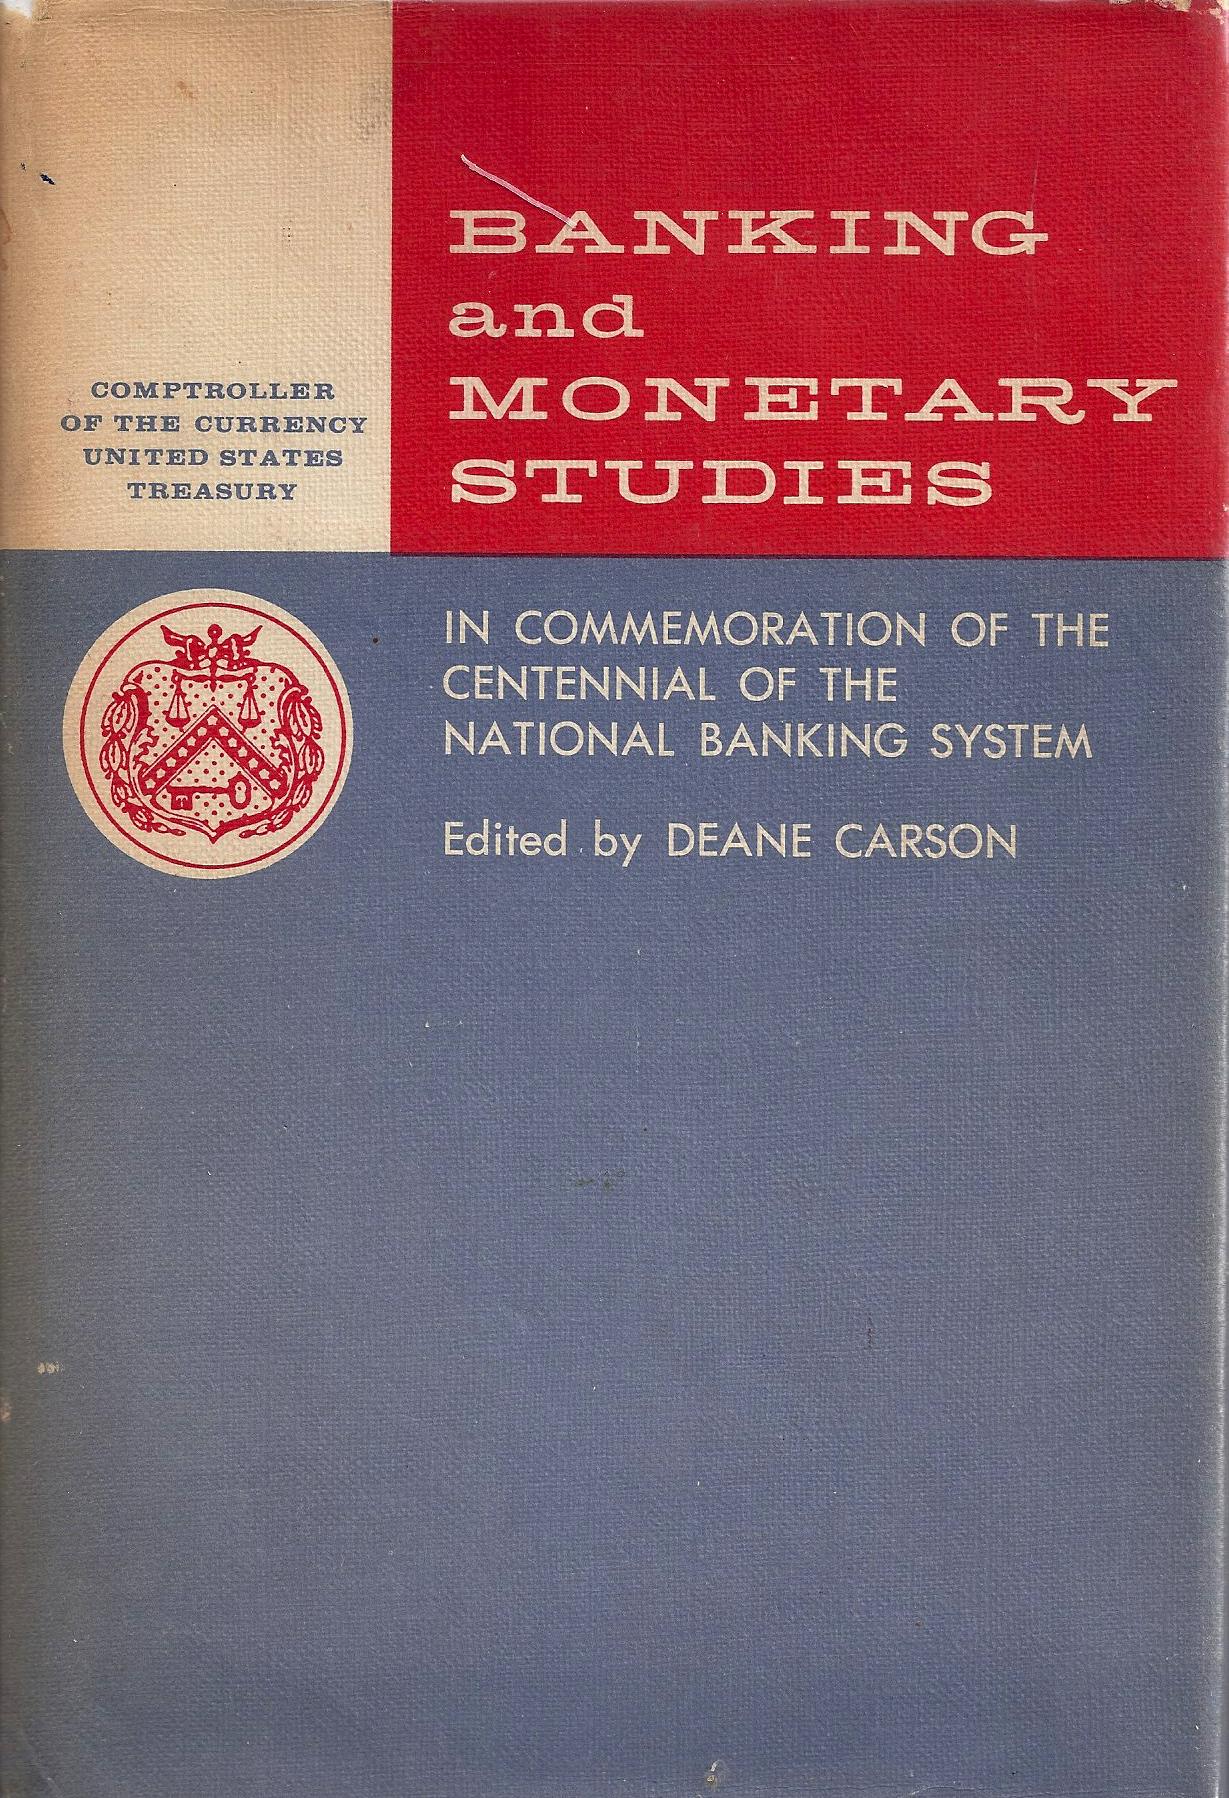 COMPTROLLER
OF THE CURRENCY
UNITED STATES
TREASURY
BANKING
and
MONETARY
STUDIES
IN COMMEMORATION OF THE
CENTENNIAL OF THE
NATIONAL BANKING SYSTEM
Edited by DEANE CARSON